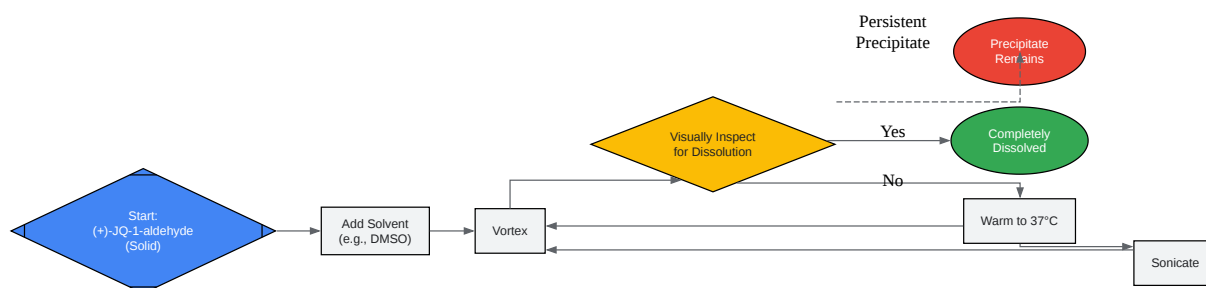 Persistent
Precipitate
Precipitate
Remains
Visually Inspect
for Dissolution
Yes
Completely
Dissolved
No
Start:
(+)-JQ-1-aldehyde
(Solid)
Add Solvent
(e.g., DMSO)
Vortex
Warm to 37°C
Sonicate